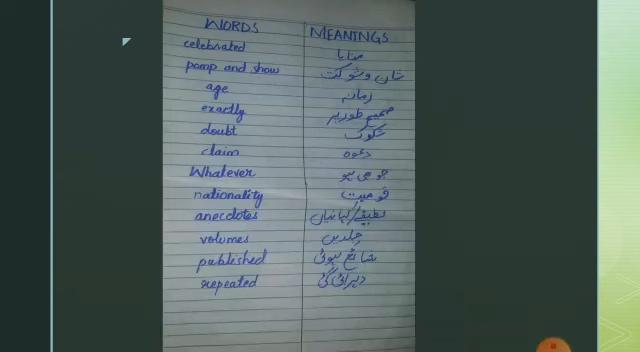 WORDS MEANINGS
celebrated منایا
pomp and show شان و شوکت
age زمانہ
exactly صحیح طور پر
doubt شکوک
claim دعوہ
Whatever جو بھی ہو
nationality قومیت
anecdotes لطیفے/کہانیاں
volumes جلدیں
published شائع ہوئی
repeated دہرائی گئی